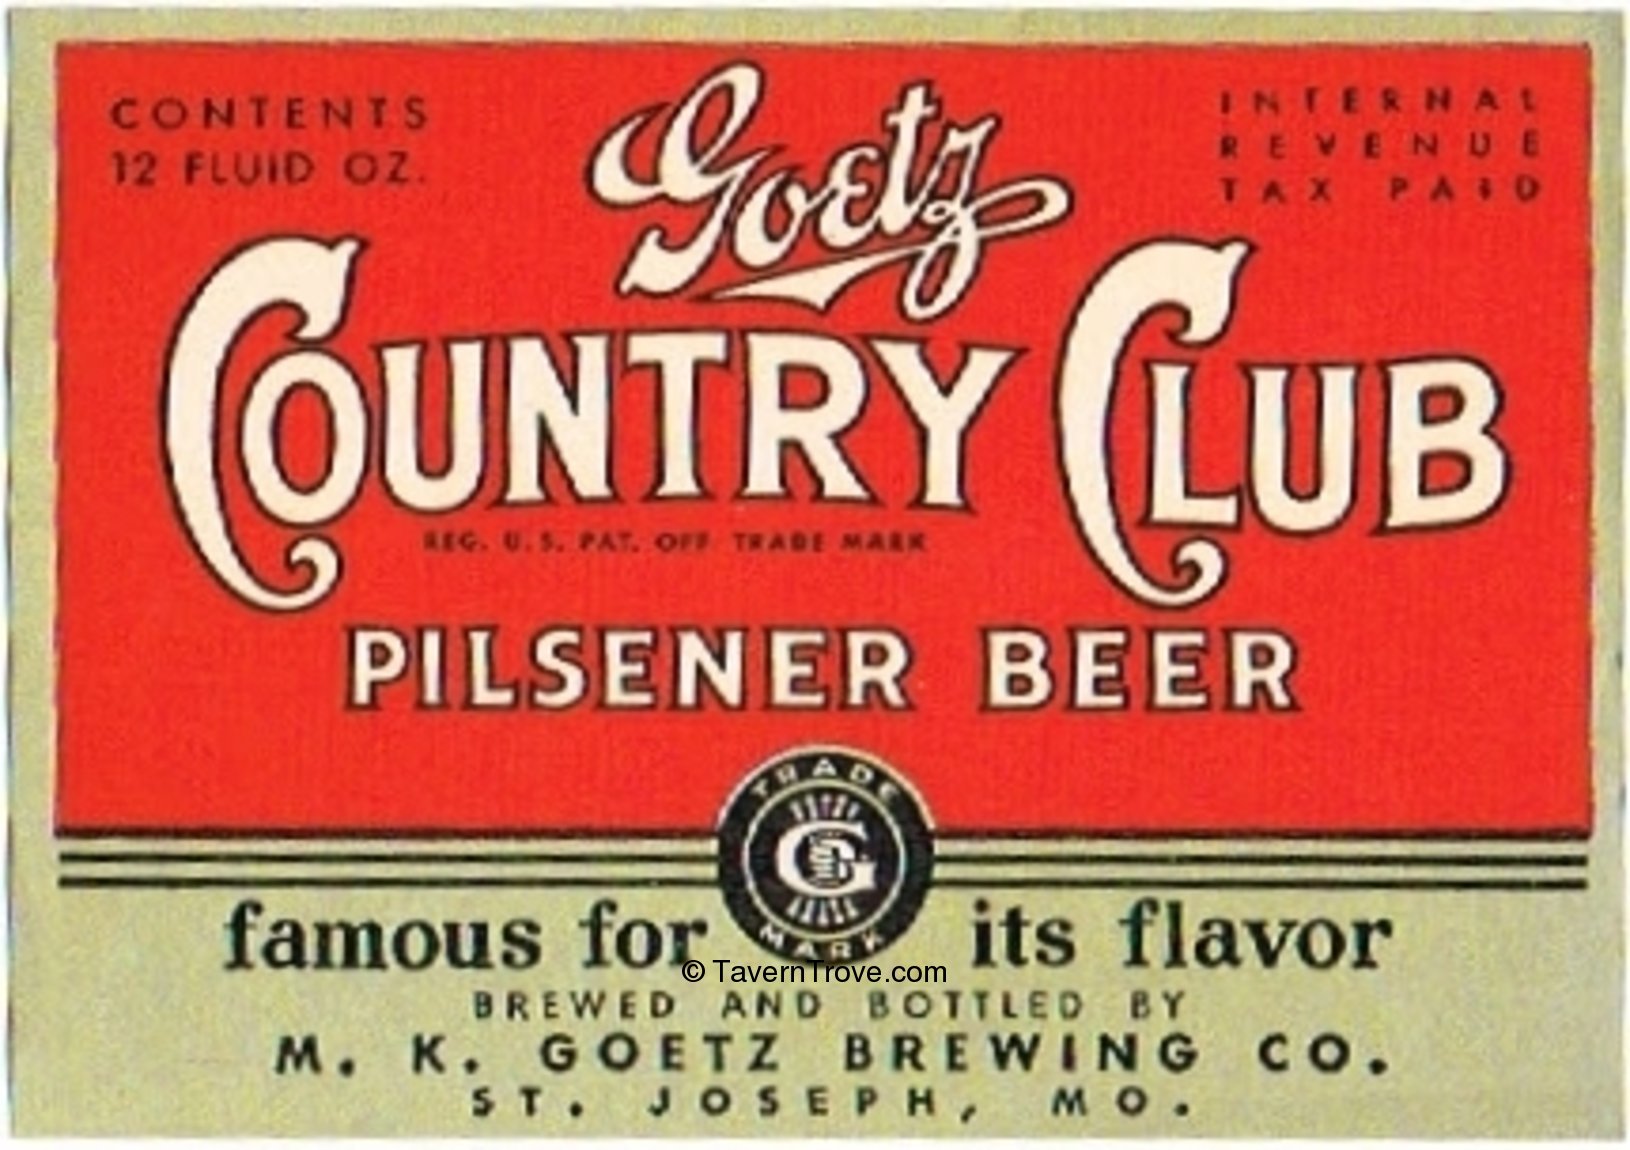 CONTENTS
12 FLUID OZ.
INTERNAL
REVENUE
TAX PAID
Goetz
COUNTRY CLUB
REG. U.S. PAT. OFF. TRADE MARK
PILSENER BEER
TRADE
G
MARK
famous for its flavor
© TavernTrove.com
BREWED AND BOTTLED BY
M. K. GOETZ BREWING CO.
ST. JOSEPH, MO.